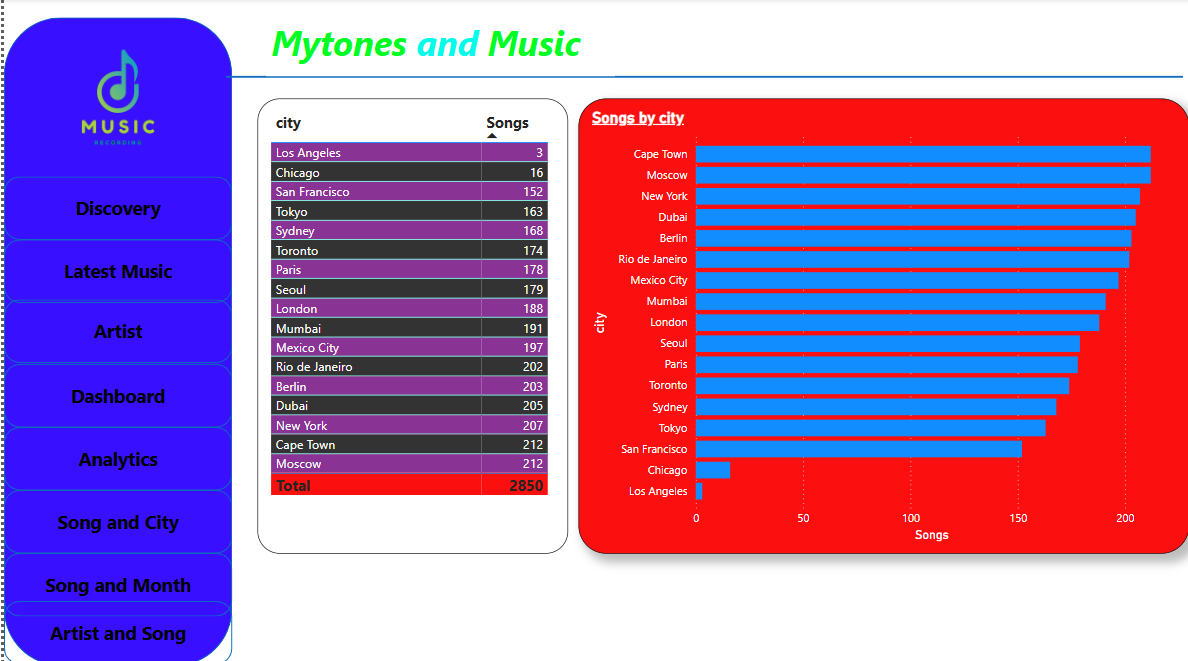 Mytones and Music
MUSIC
RECORDING
Discovery
Latest Music
Artist
Dashboard
Analytics
Song and City
Song and Month
Artist and Song
city Songs
Los Angeles 3
Chicago 16
San Francisco 152
Tokyo 163
Sydney 168
Toronto 174
Paris 178
Seoul 179
London 188
Mumbai 191
Mexico City 197
Rio de Janeiro 202
Berlin 203
Dubai 205
New York 207
Cape Town 212
Moscow 212
Total 2850
Songs by city
city
Cape Town
Moscow
New York
Dubai
Berlin
Rio de Janeiro
Mexico City
Mumbai
London
Seoul
Paris
Toronto
Sydney
Tokyo
San Francisco
Chicago
Los Angeles
0 50 100 150 200
Songs